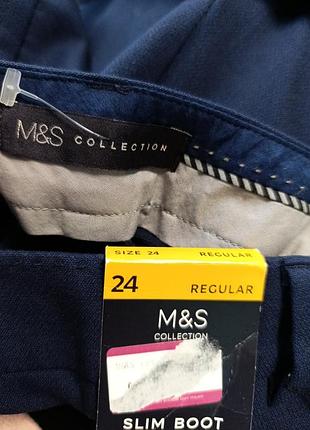 M&S COLLECTION
SIZE 24 REGULAR
24 REGULAR
M&S
COLLECTION
SLIM BOOT